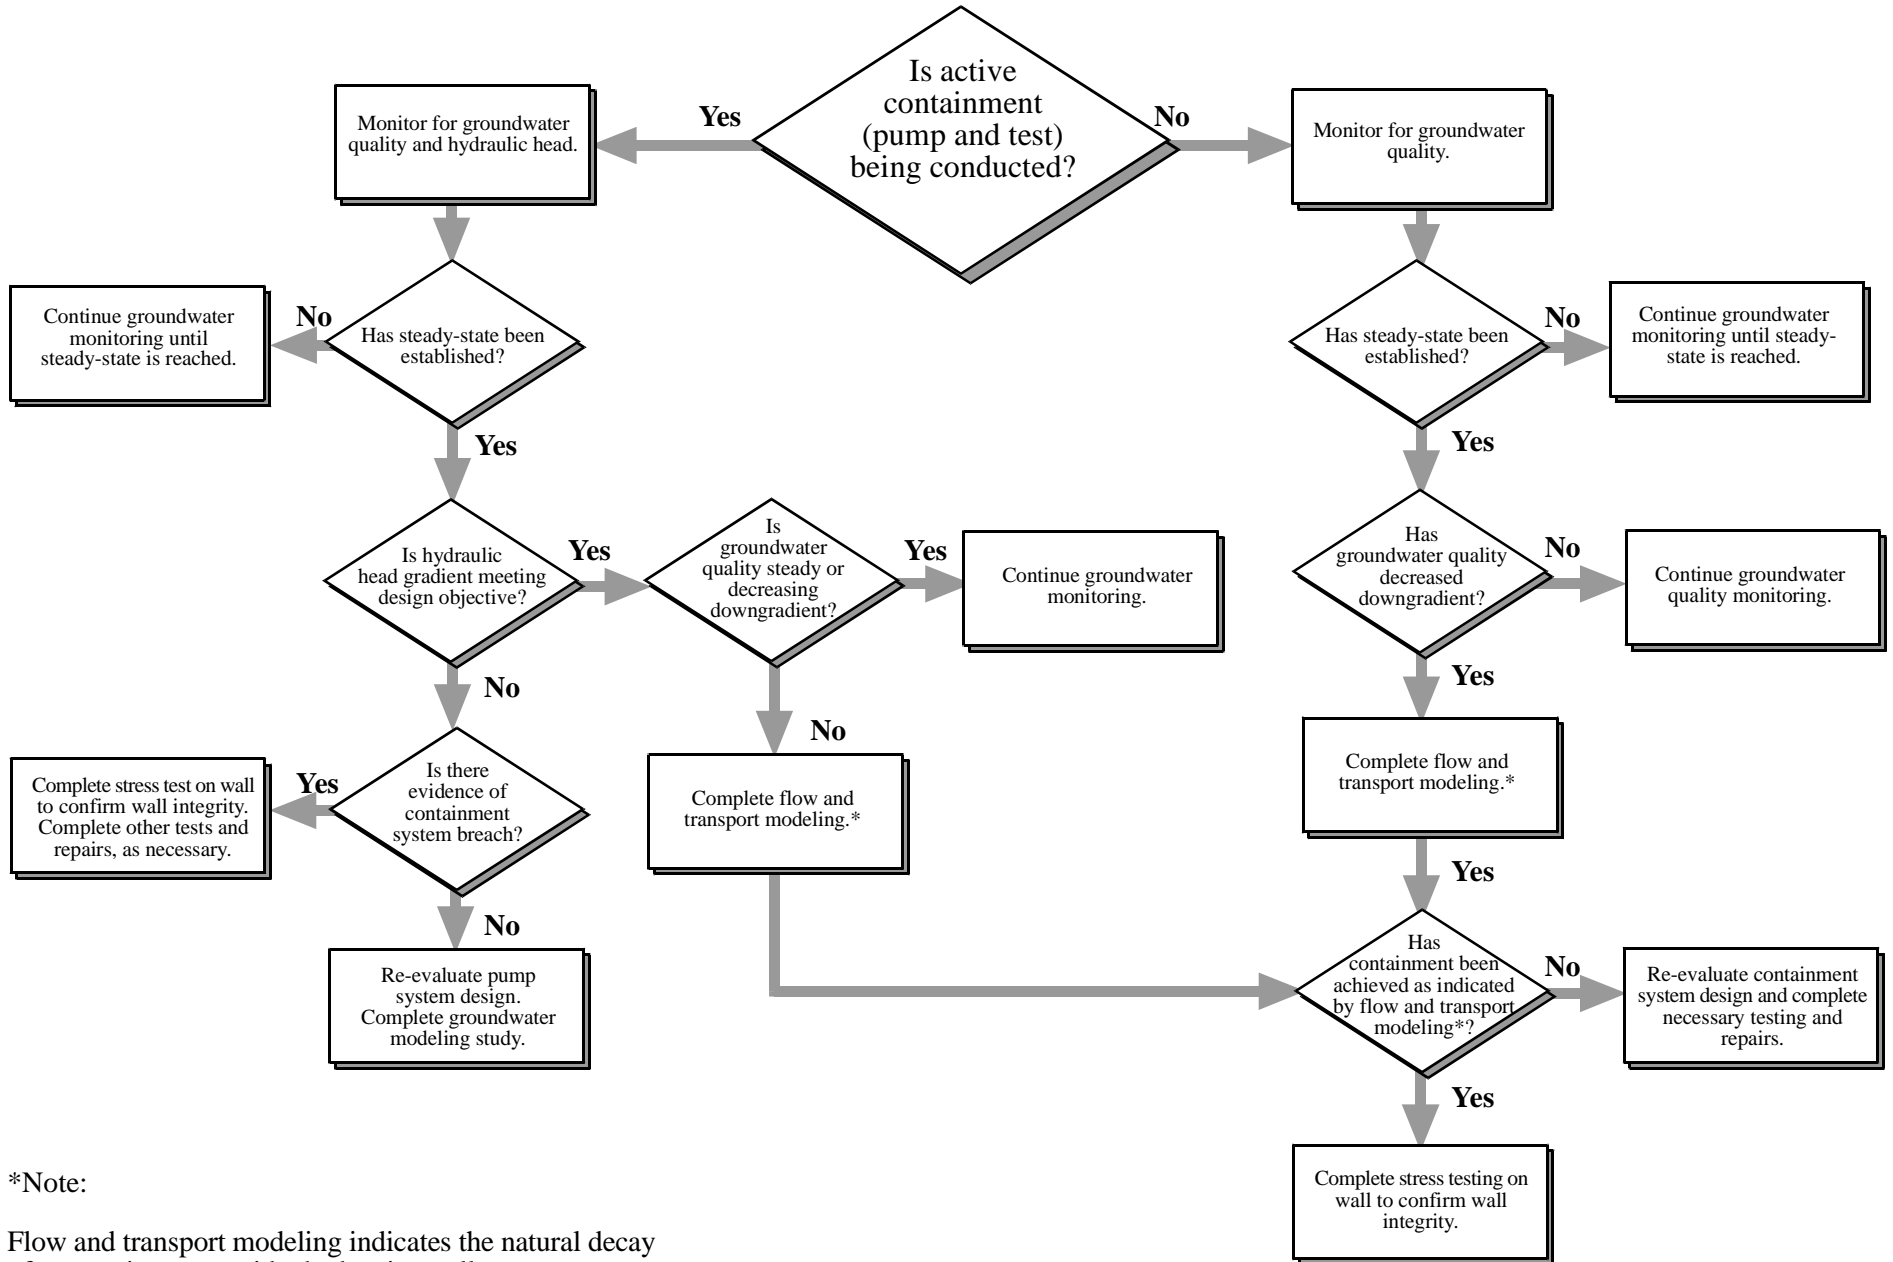 Is active
containment
(pump and test)
being conducted?
Yes
No
Monitor for groundwater
quality and hydraulic head.
Monitor for groundwater
quality.
Has steady-state been
established?
No
Continue groundwater
monitoring until
steady-state is reached.
Yes
Has steady-state been
established?
No
Continue groundwater
monitoring until steady-
state is reached.
Yes
Is hydraulic
head gradient meeting
design objective?
Yes
Is
groundwater
quality steady or
decreasing
downgradient?
Yes
Continue groundwater
monitoring.
Has
groundwater quality
decreased
downgradient?
No
Continue groundwater
quality monitoring.
No
No
Yes
Is there
evidence of
containment
system breach?
Yes
Complete stress test on wall
to confirm wall integrity.
Complete other tests and
repairs, as necessary.
Complete flow and
transport modeling.*
Complete flow and
transport modeling.*
Yes
No
Re-evaluate pump
system design.
Complete groundwater
modeling study.
Has
containment been
achieved as indicated
by flow and transport
modeling*?
No
Re-evaluate containment
system design and complete
necessary testing and
repairs.
Yes
Complete stress testing on
wall to confirm wall
integrity.
*Note:
Flow and transport modeling indicates the natural decay